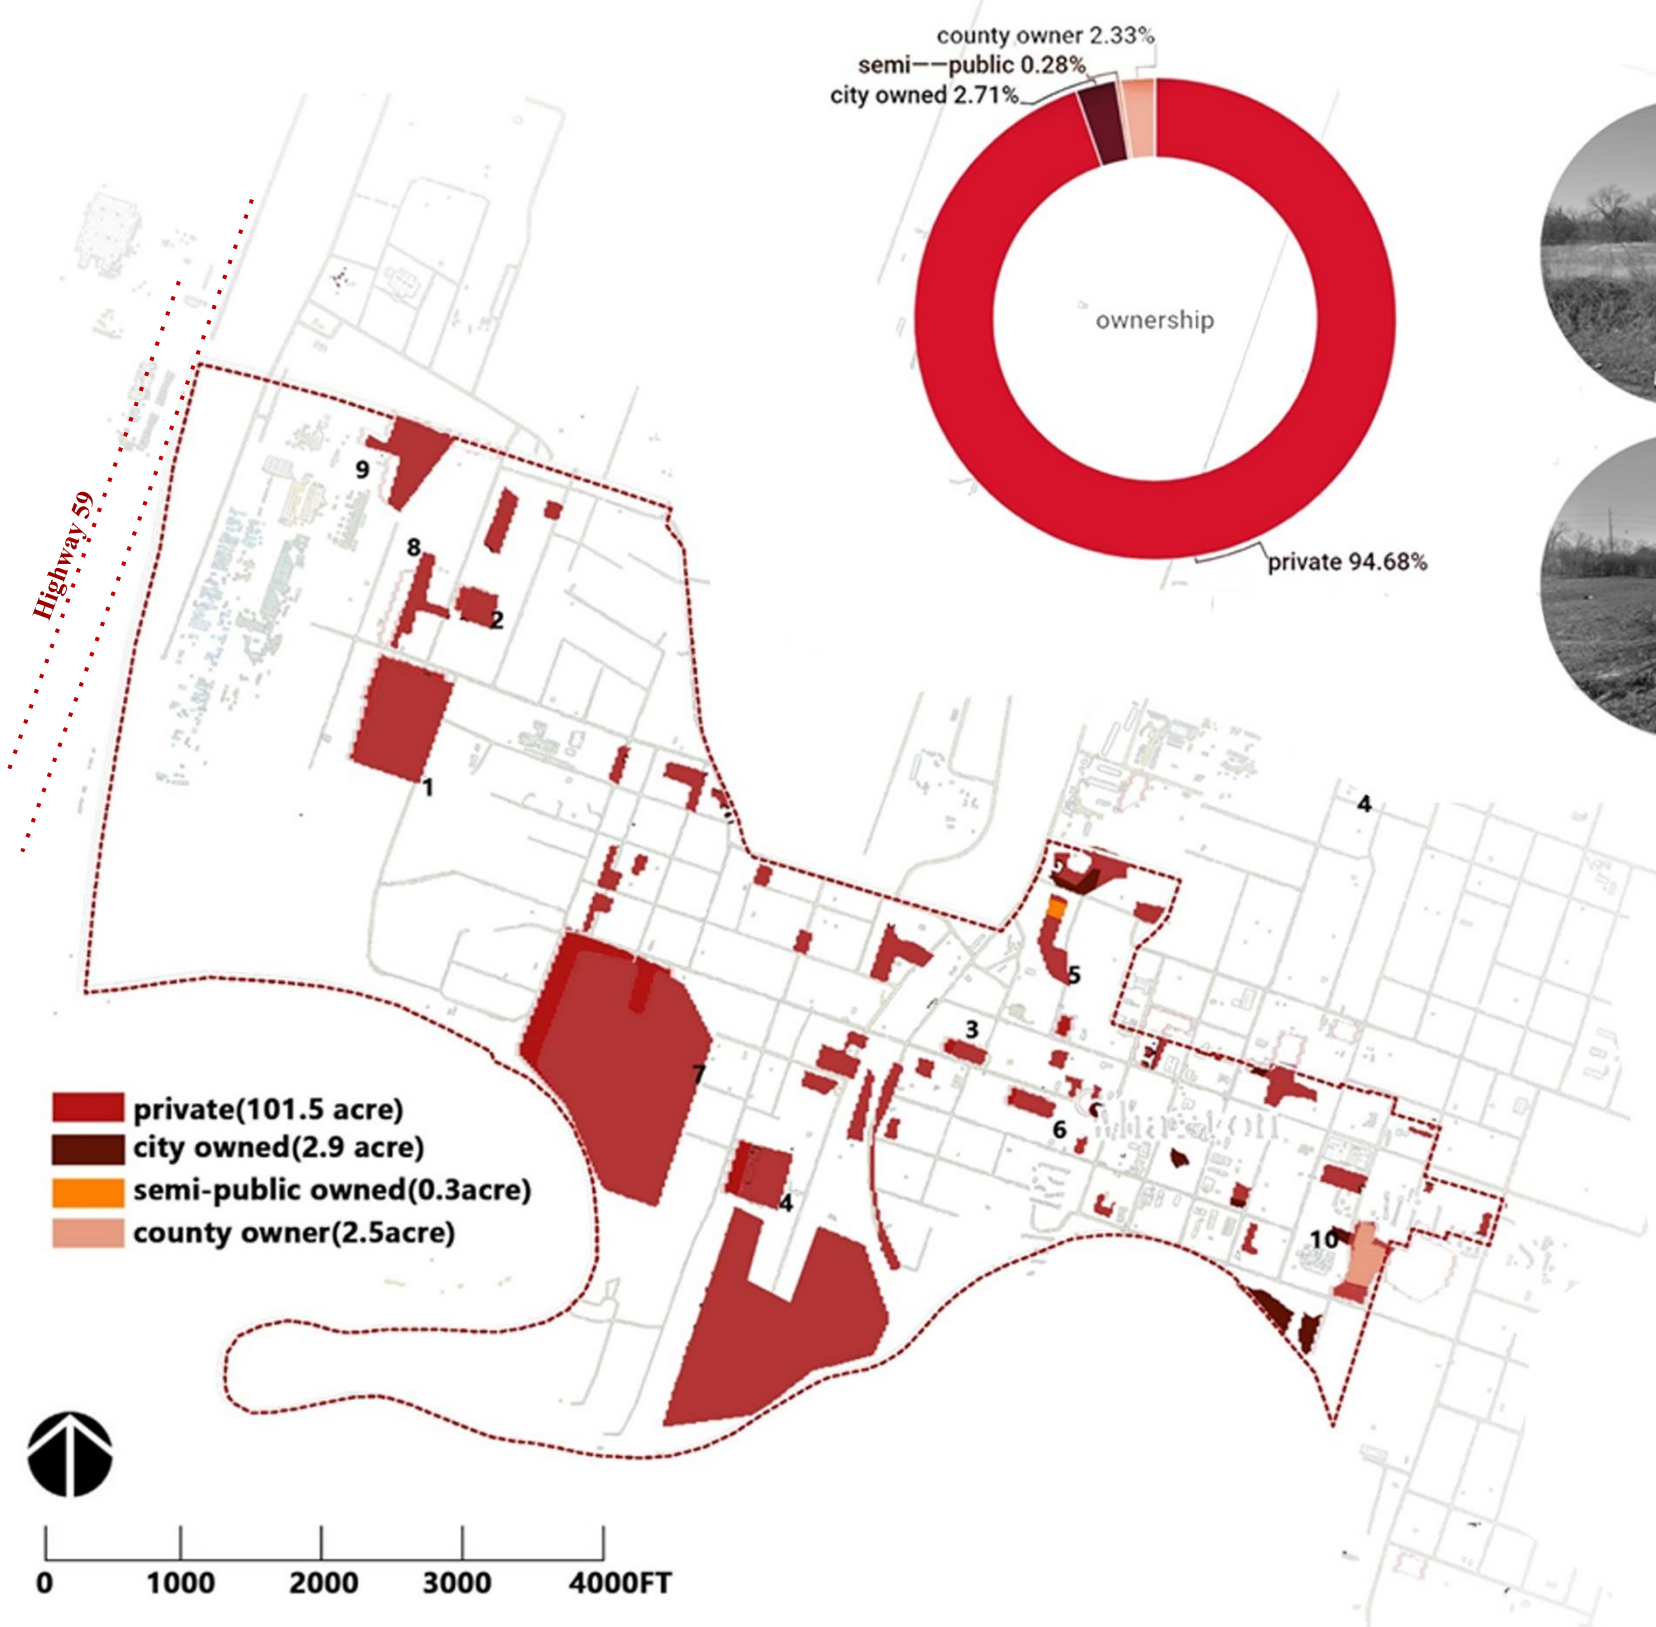 county owner 2.33%
semi——public 0.28%
city owned 2.71%
ownership
private 94.68%
Highway 59
9
8
2
1
4
5
3
7
6
4
10
private(101.5 acre)
city owned(2.9 acre)
semi-public owned(0.3acre)
county owner(2.5acre)
0 1000 2000 3000 4000FT